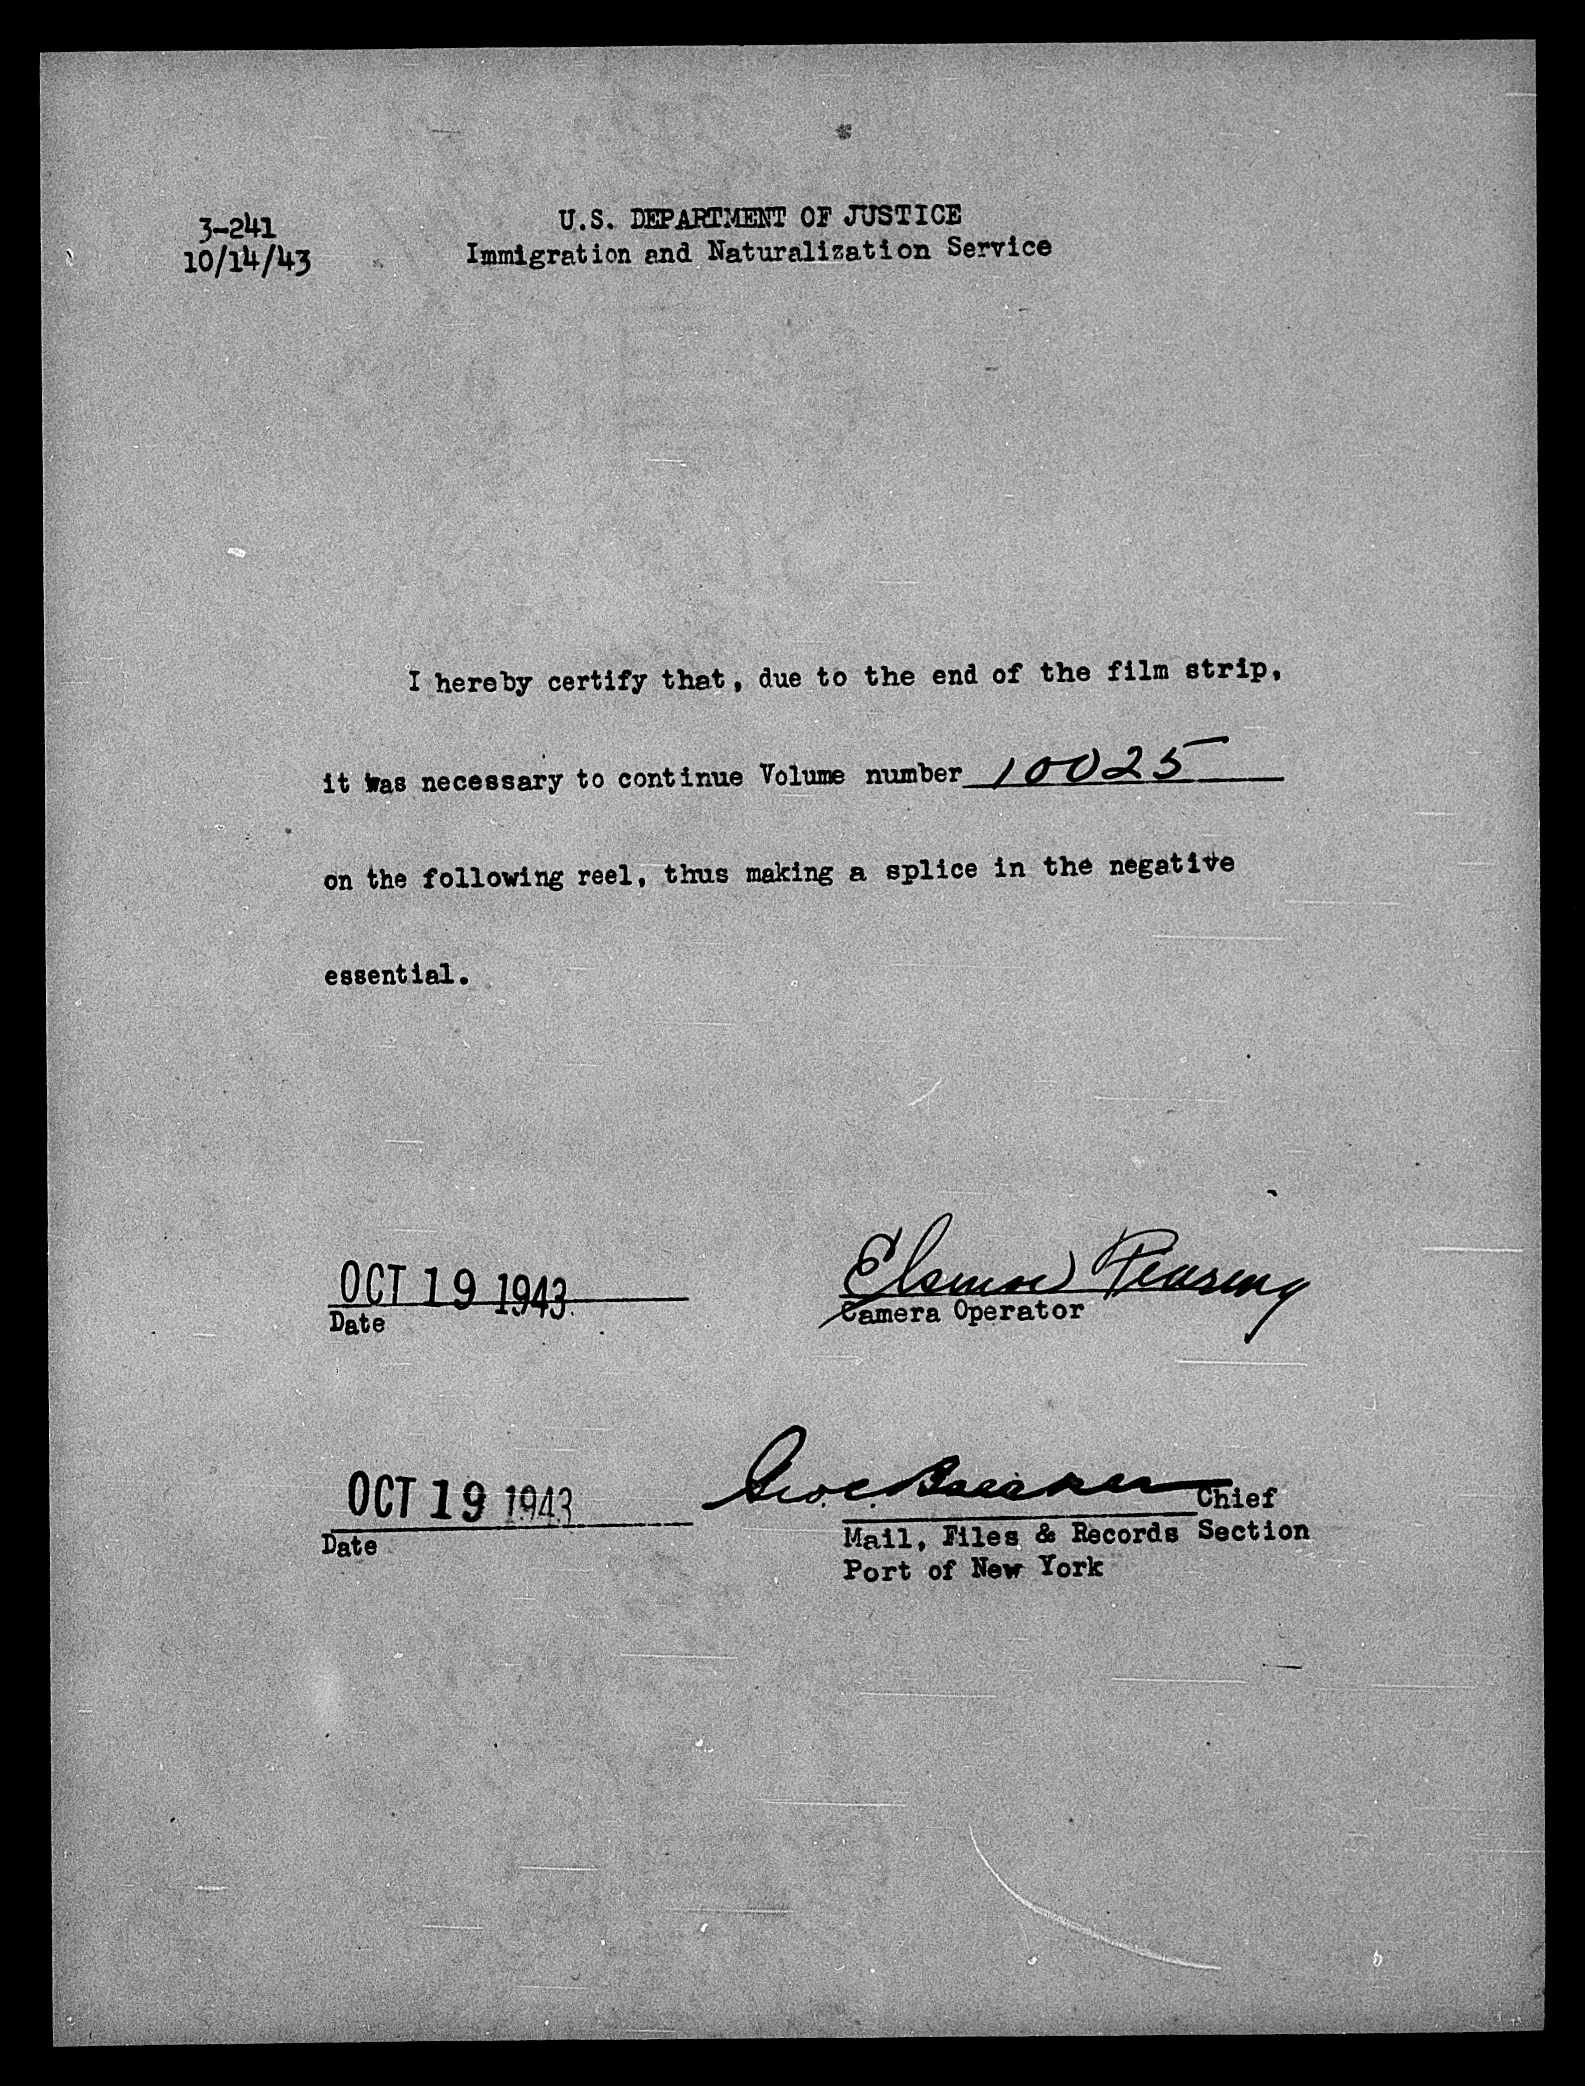 3-241
10/14/43
U.S. DEPARTMENT OF JUSTICE
Immigration and Naturalization Service
I hereby certify that, due to the end of the film strip,
it was necessary to continue Volume number 10025
on the following reel, thus making a splice in the negative
essential.
OCT 19 1943
Date
Camera Operator
OCT 19 1943
Date
Chief
Mail, Files & Records Section
Port of New York